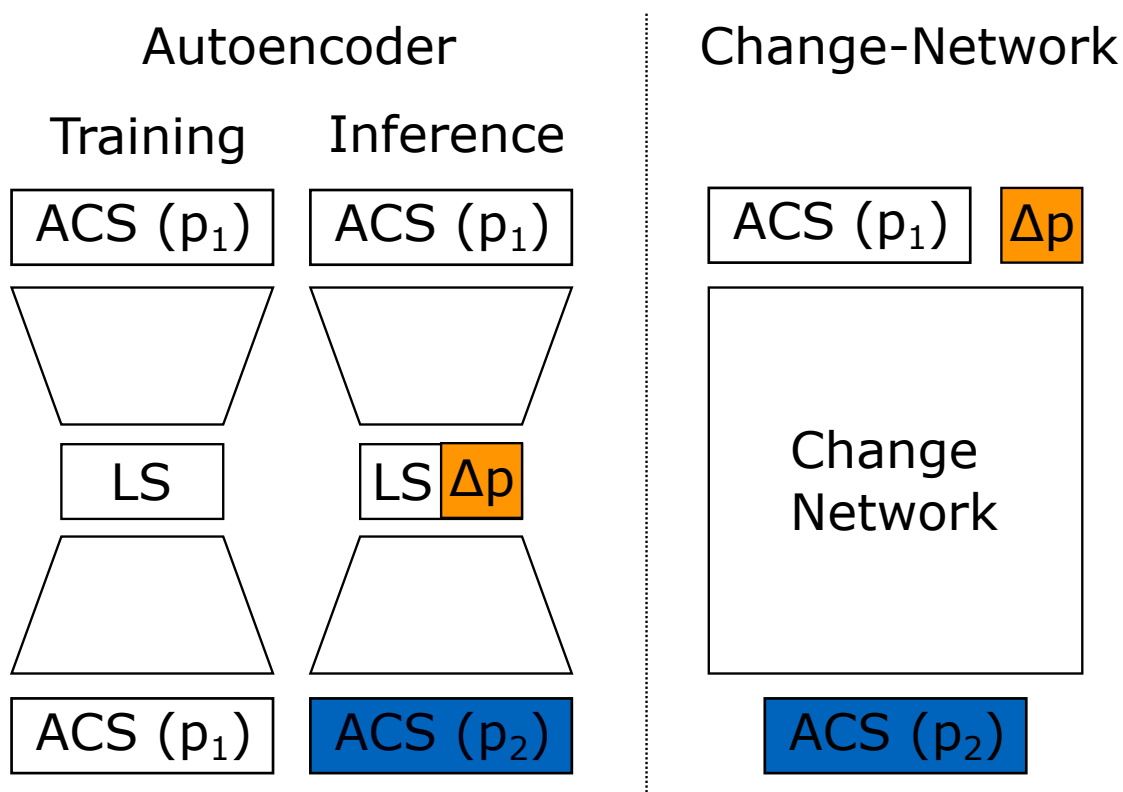 Autoencoder
Training
Inference
ACS (p₁)
ACS (p₁)
LS
LS
Δp
ACS (p₁)
ACS (p₂)
Change-Network
ACS (p₁)
Δp
Change
Network
ACS (p₂)